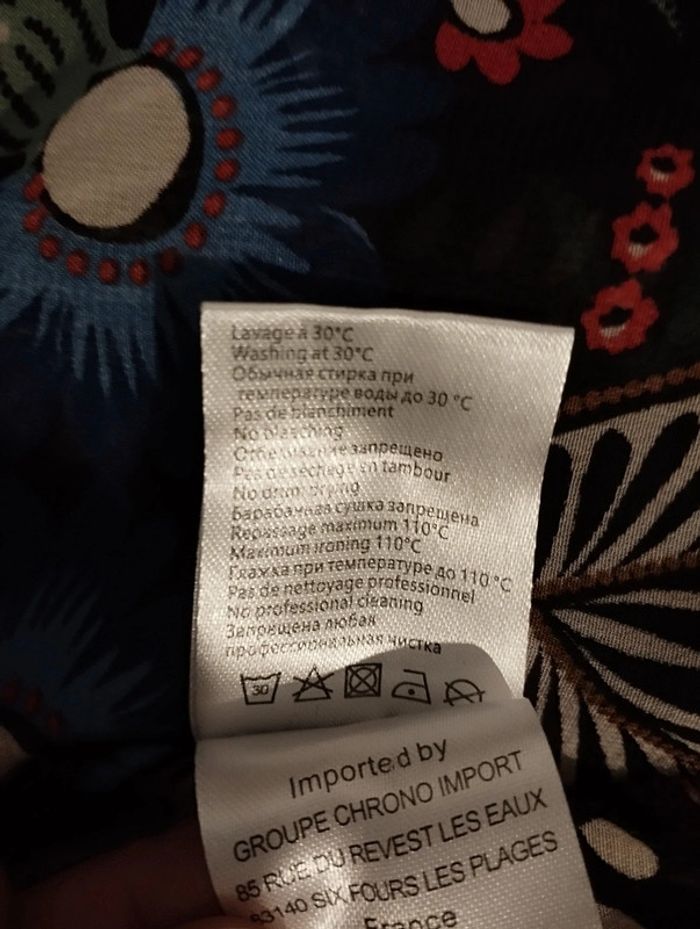 Lavage à 30°C
Washing at 30°C
Обычная стирка при
температуре воды до 30 °C
Pas de blanchiment
No bleaching
Отбеливание запрещено
Pas de sechage en tambour
No drum drying
Барабанная сушка запрещена
Repassage maximum 110°C
Maximum ironing 110°C
Глажка при температуре до 110 °C
Pas de nettoyage professionnel
No professional cleaning
Запрещена любая
профессиональная чистка
30
Imported by
GROUPE CHRONO IMPORT
85 RUE DU REVEST LES EAUX
83140 SIX FOURS LES PLAGES
France